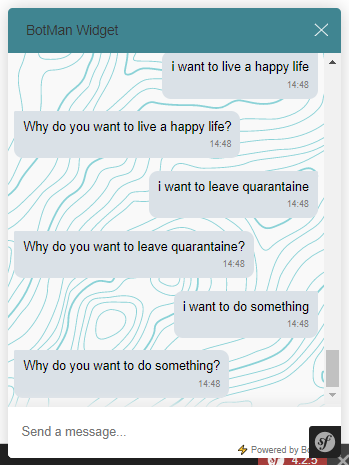 BotMan Widget
i want to live a happy life
14:48
Why do you want to live a happy life?
14:48
i want to leave quarantaine
14:48
Why do you want to leave quarantaine?
14:48
i want to do something
14:48
Why do you want to do something?
14:48
Send a message...
Powered by
sf
sf 4.2.5